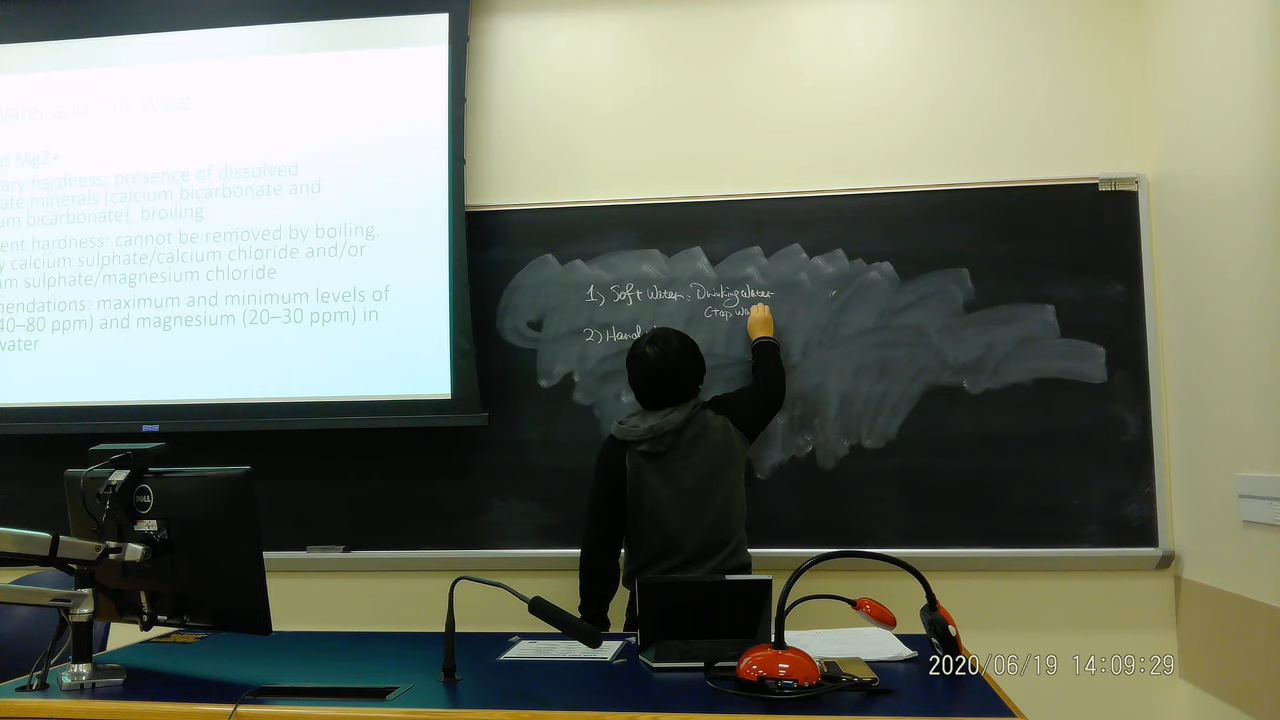 Water and Soft Water
d Mg2+
ary hardness: presence of dissolved
ate minerals (calcium bicarbonate and
um bicarbonate), broiling
ent hardness: cannot be removed by boiling.
y calcium sulphate/calcium chloride and/or
m sulphate/magnesium chloride
mendations: maximum and minimum levels of
40–80 ppm) and magnesium (20–30 ppm) in
water
1) Soft Water: Drinking Water
(tap Wa
2) Hard
DELL
2020/06/19 14:09:29